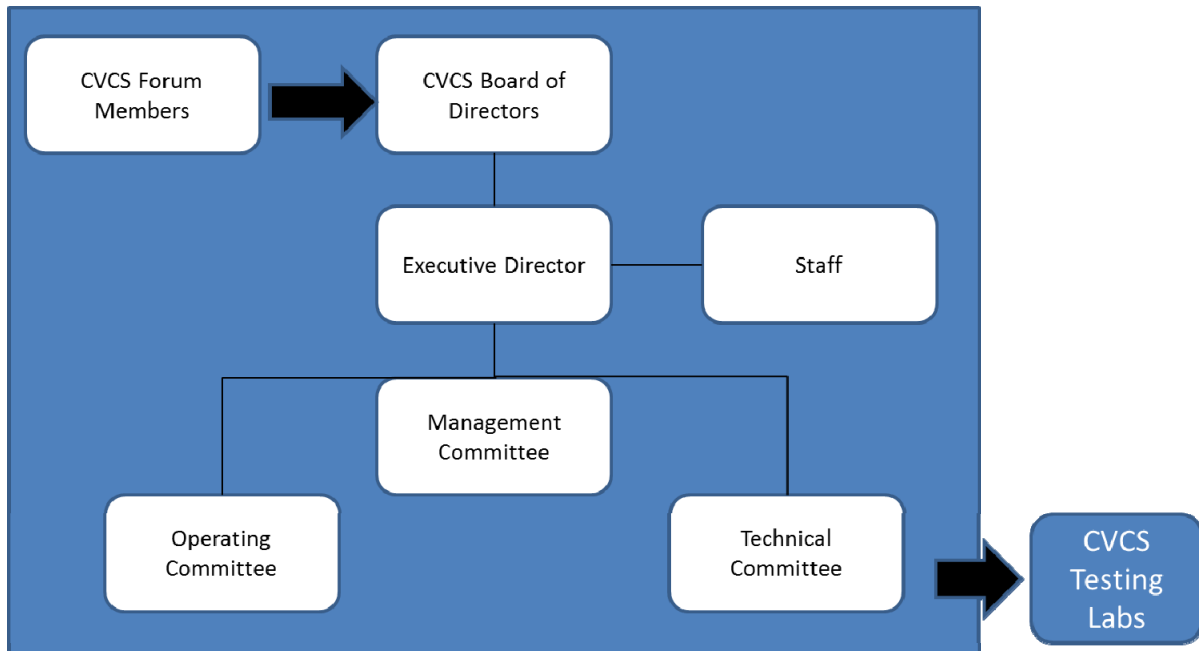 CVCS Forum
Members
CVCS Board of
Directors
Executive Director
Staff
Management
Committee
Operating
Committee
Technical
Committee
CVCS
Testing
Labs